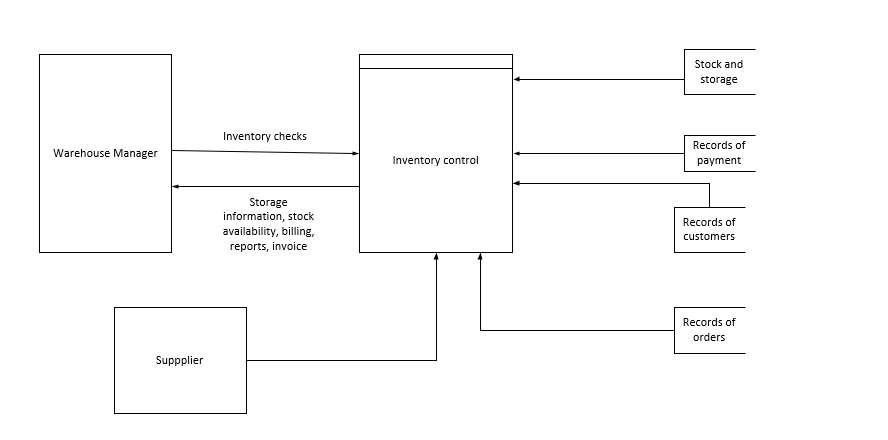 Stock and
storage
Inventory checks
Warehouse Manager
Inventory control
Records of
payment
Storage
information, stock
availability, billing,
reports, invoice
Records of
customers
Records of
orders
Suppplier